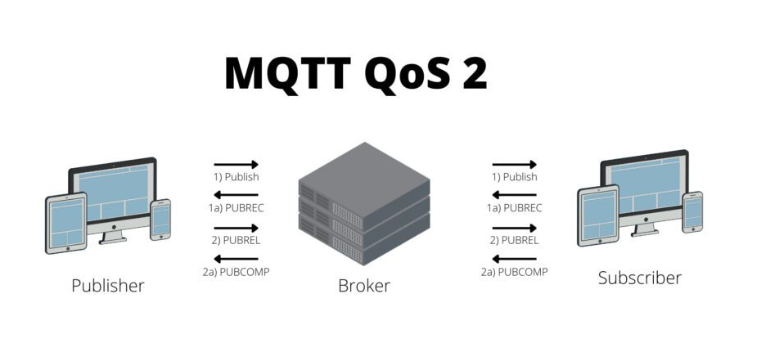 MQTT QoS 2
1) Publish
1a) PUBREC
2) PUBREL
2a) PUBCOMP
1) Publish
1a) PUBREC
2) PUBREL
2a) PUBCOMP
Publisher
Broker
Subscriber